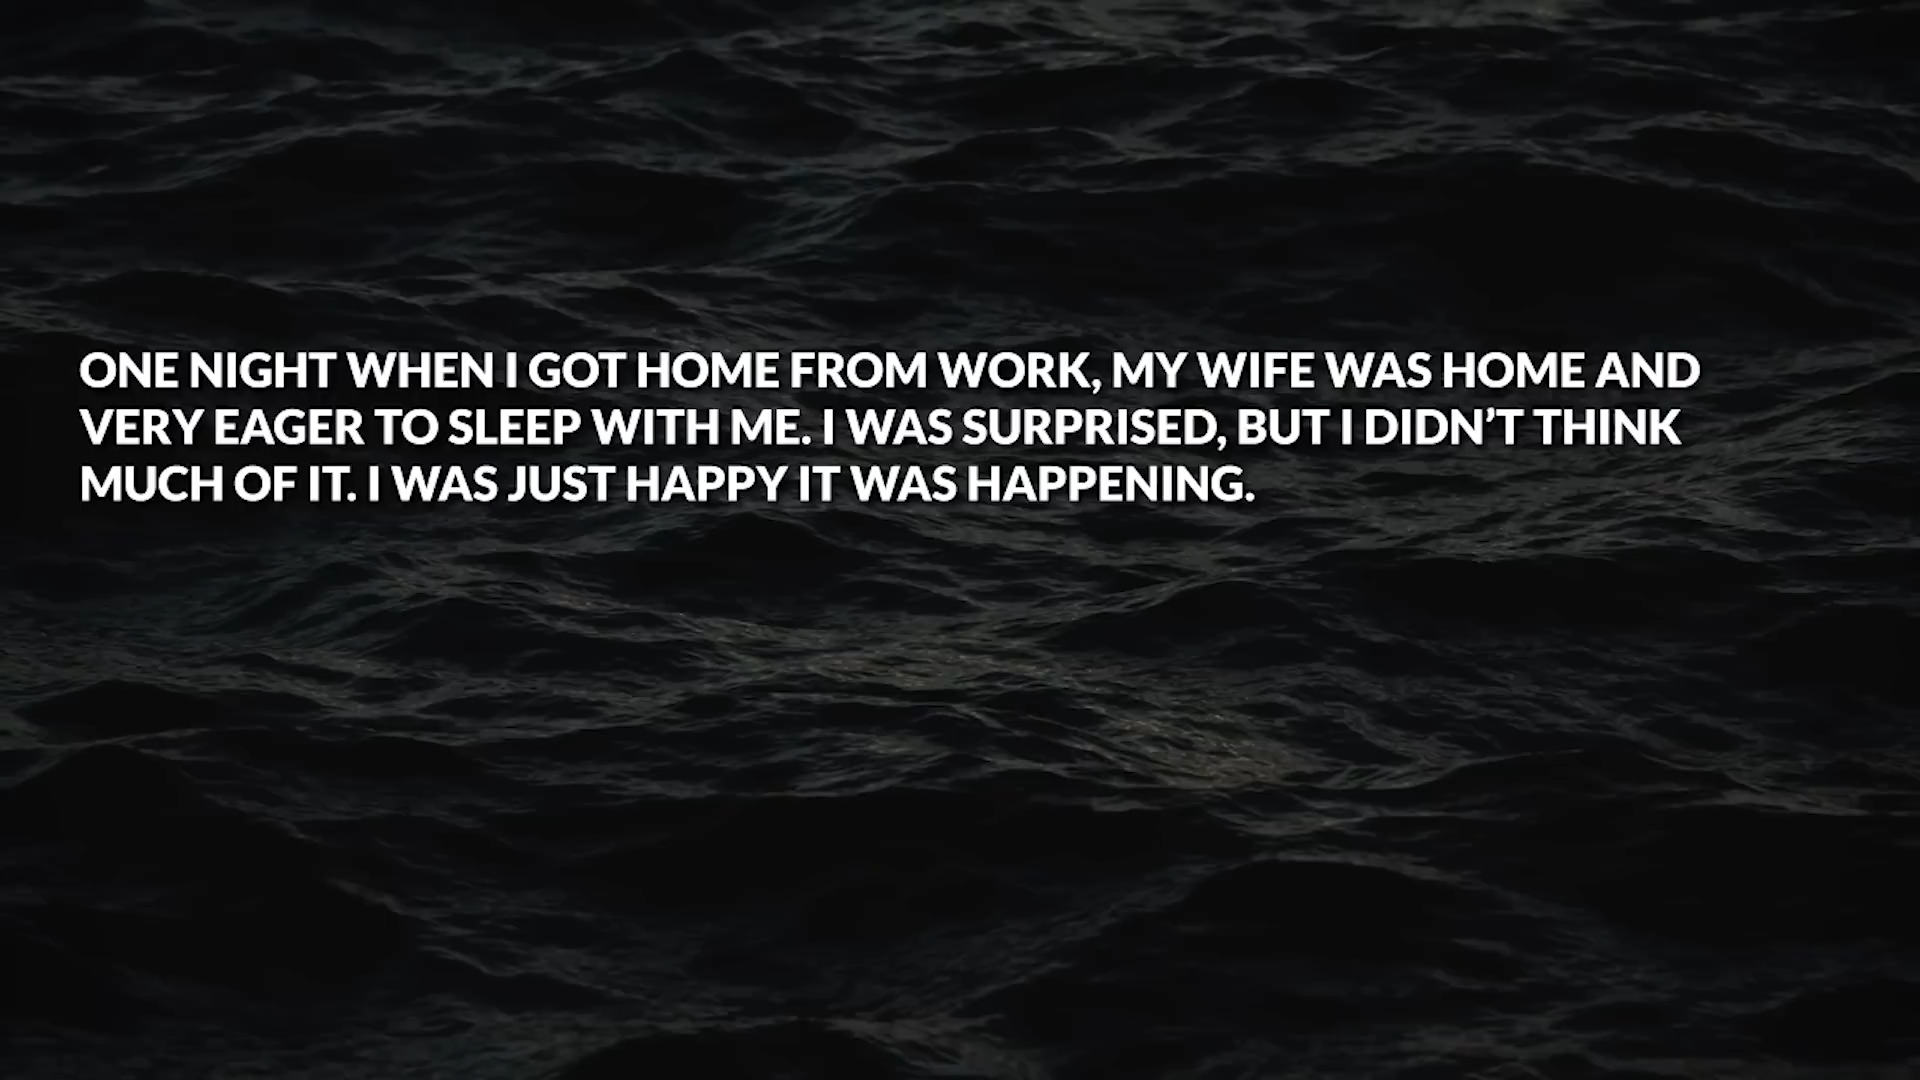 ONE NIGHT WHEN I GOT HOME FROM WORK, MY WIFE WAS HOME AND
VERY EAGER TO SLEEP WITH ME. I WAS SURPRISED, BUT I DIDN’T THINK
MUCH OF IT. I WAS JUST HAPPY IT WAS HAPPENING.